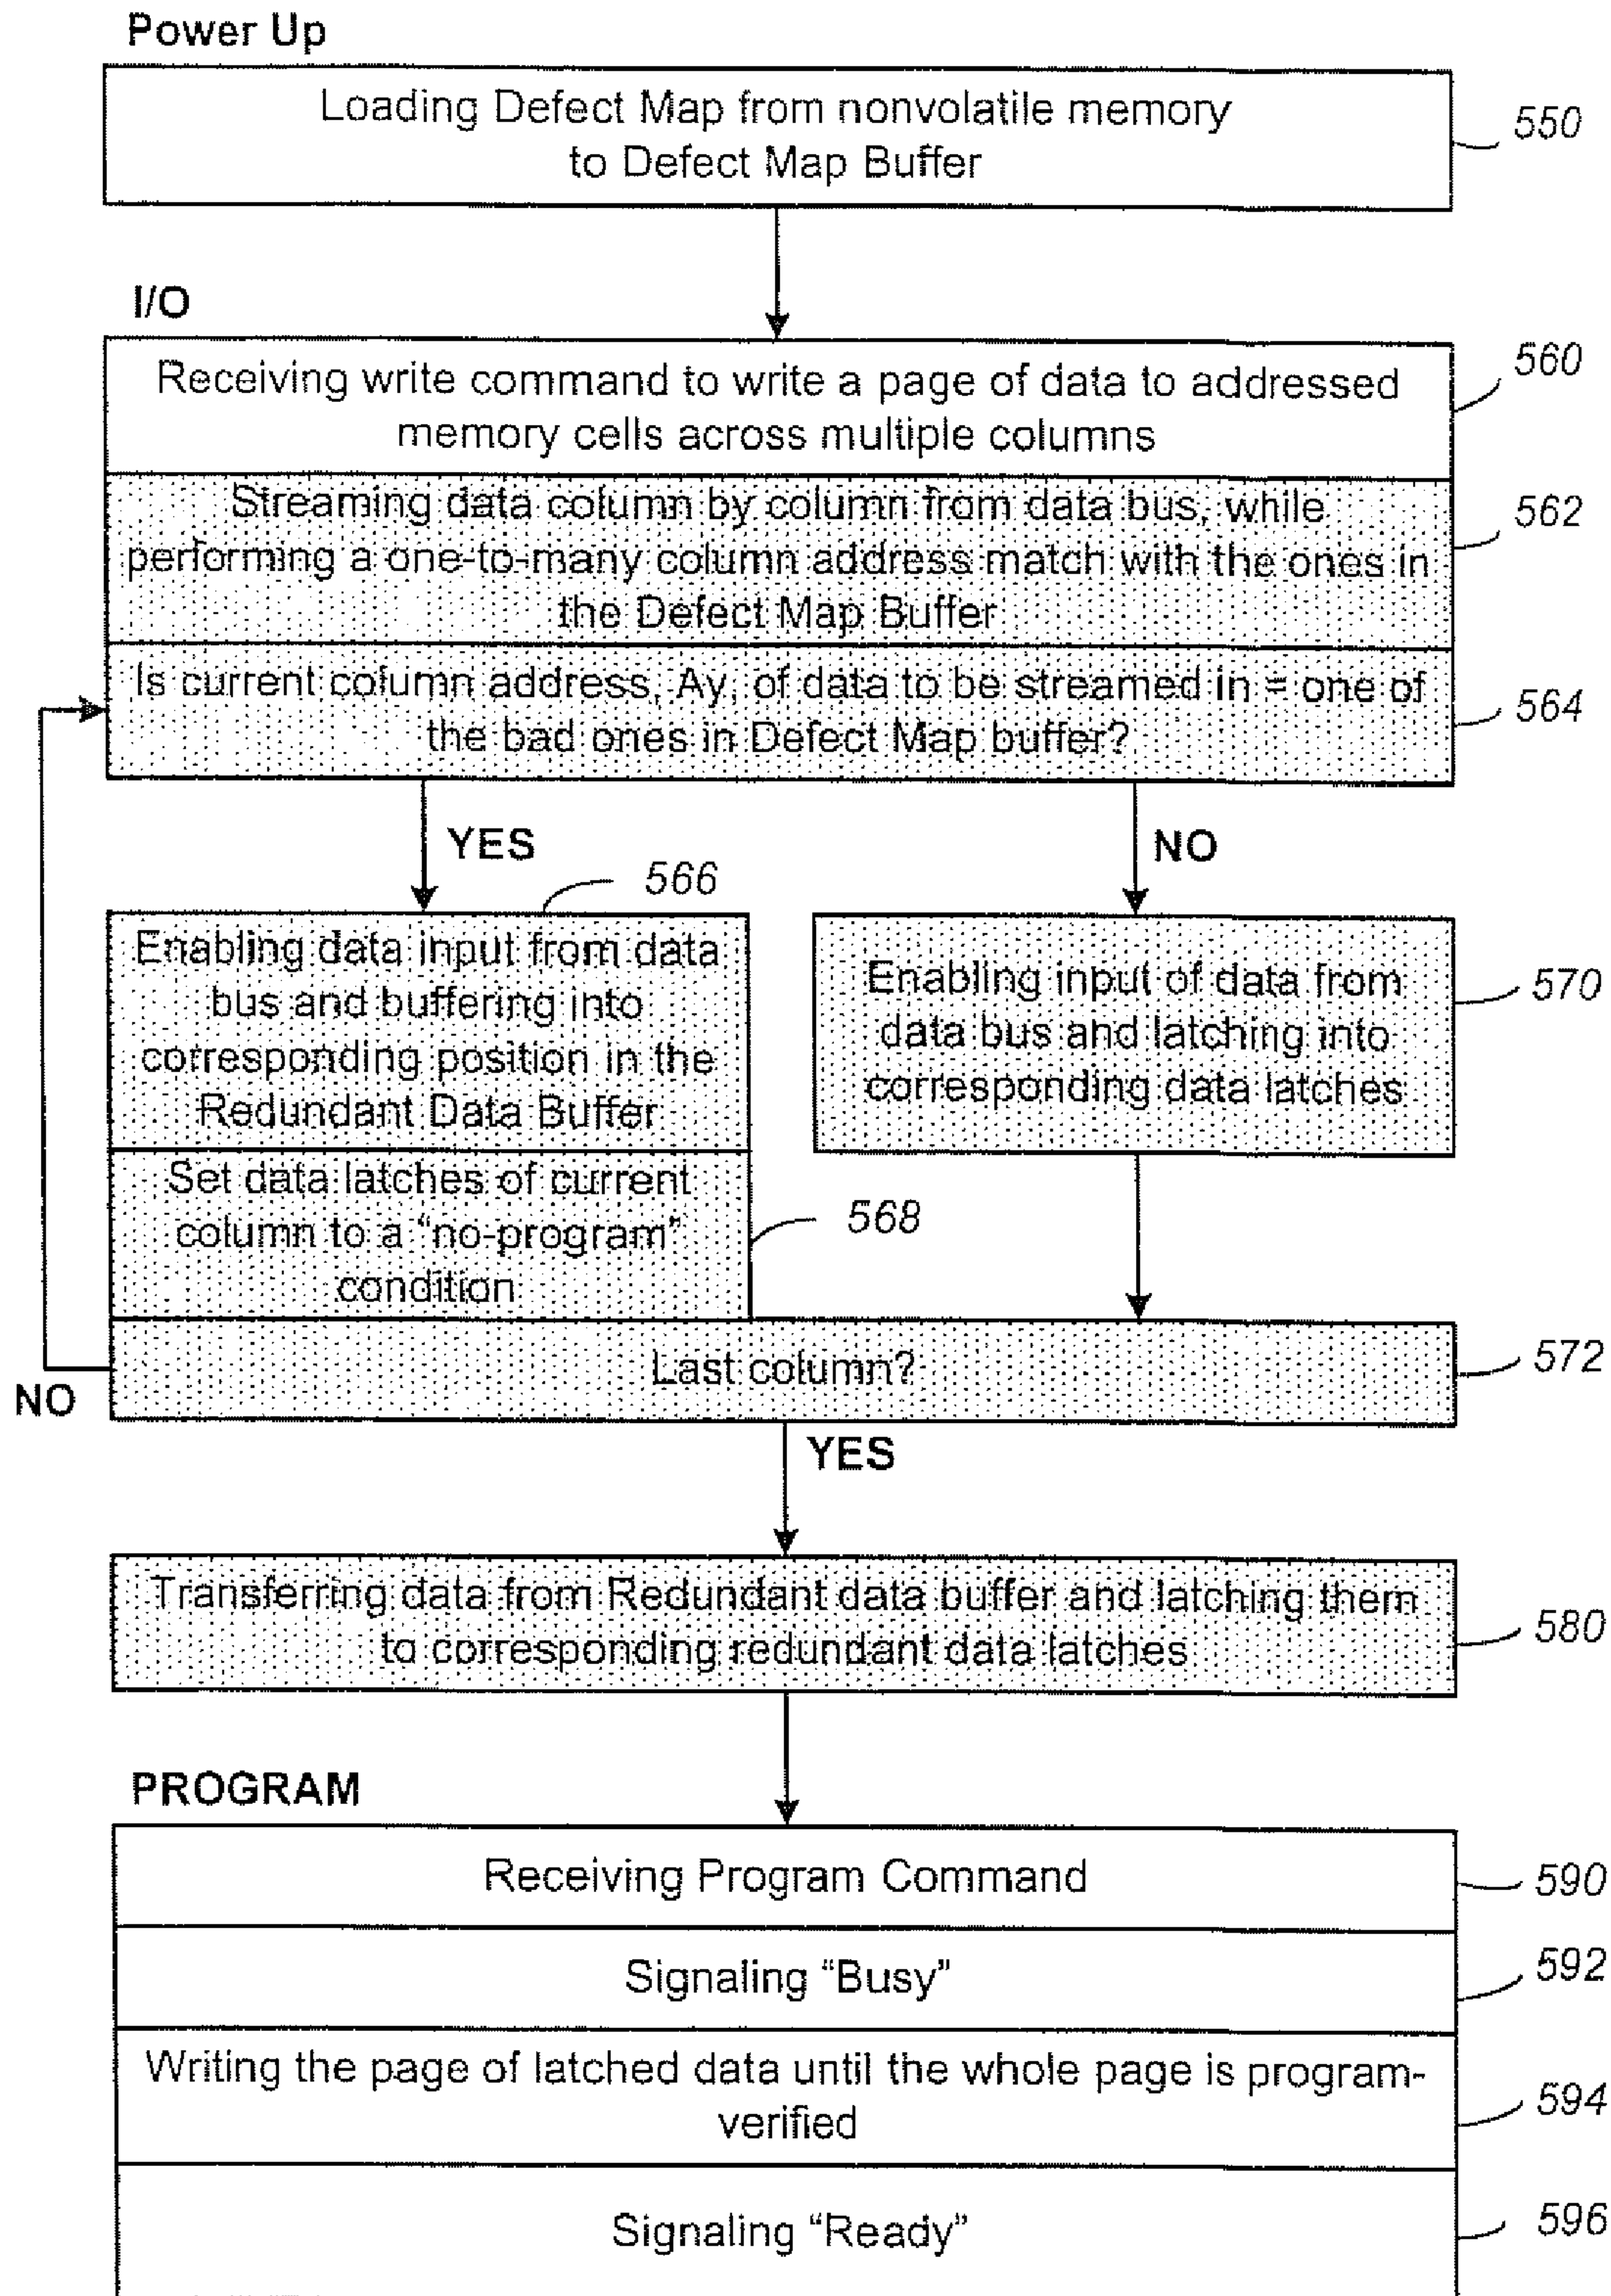 Power Up
Loading Defect Map from nonvolatile memory
to Defect Map Buffer
550
I/O
Receiving write command to write a page of data to addressed
memory cells across multiple columns
560
Streaming data column by column from data bus, while
performing a one-to-many column address match with the ones in
the Defect Map Buffer
562
Is current column address, Ay, of data to be streamed in = one of
the bad ones in Defect Map buffer?
564
YES
NO
566
Enabling data input from data
bus and buffering into
corresponding position in the
Redundant Data Buffer
Enabling input of data from
data bus and latching into
corresponding data latches
570
Set data latches of current
column to a "no-program"
condition
568
Last column?
572
NO
YES
Transferring data from Redundant data buffer and latching them
to corresponding redundant data latches
580
PROGRAM
Receiving Program Command
590
Signaling “Busy”
592
Writing the page of latched data until the whole page is program-
verified
594
Signaling “Ready”
596